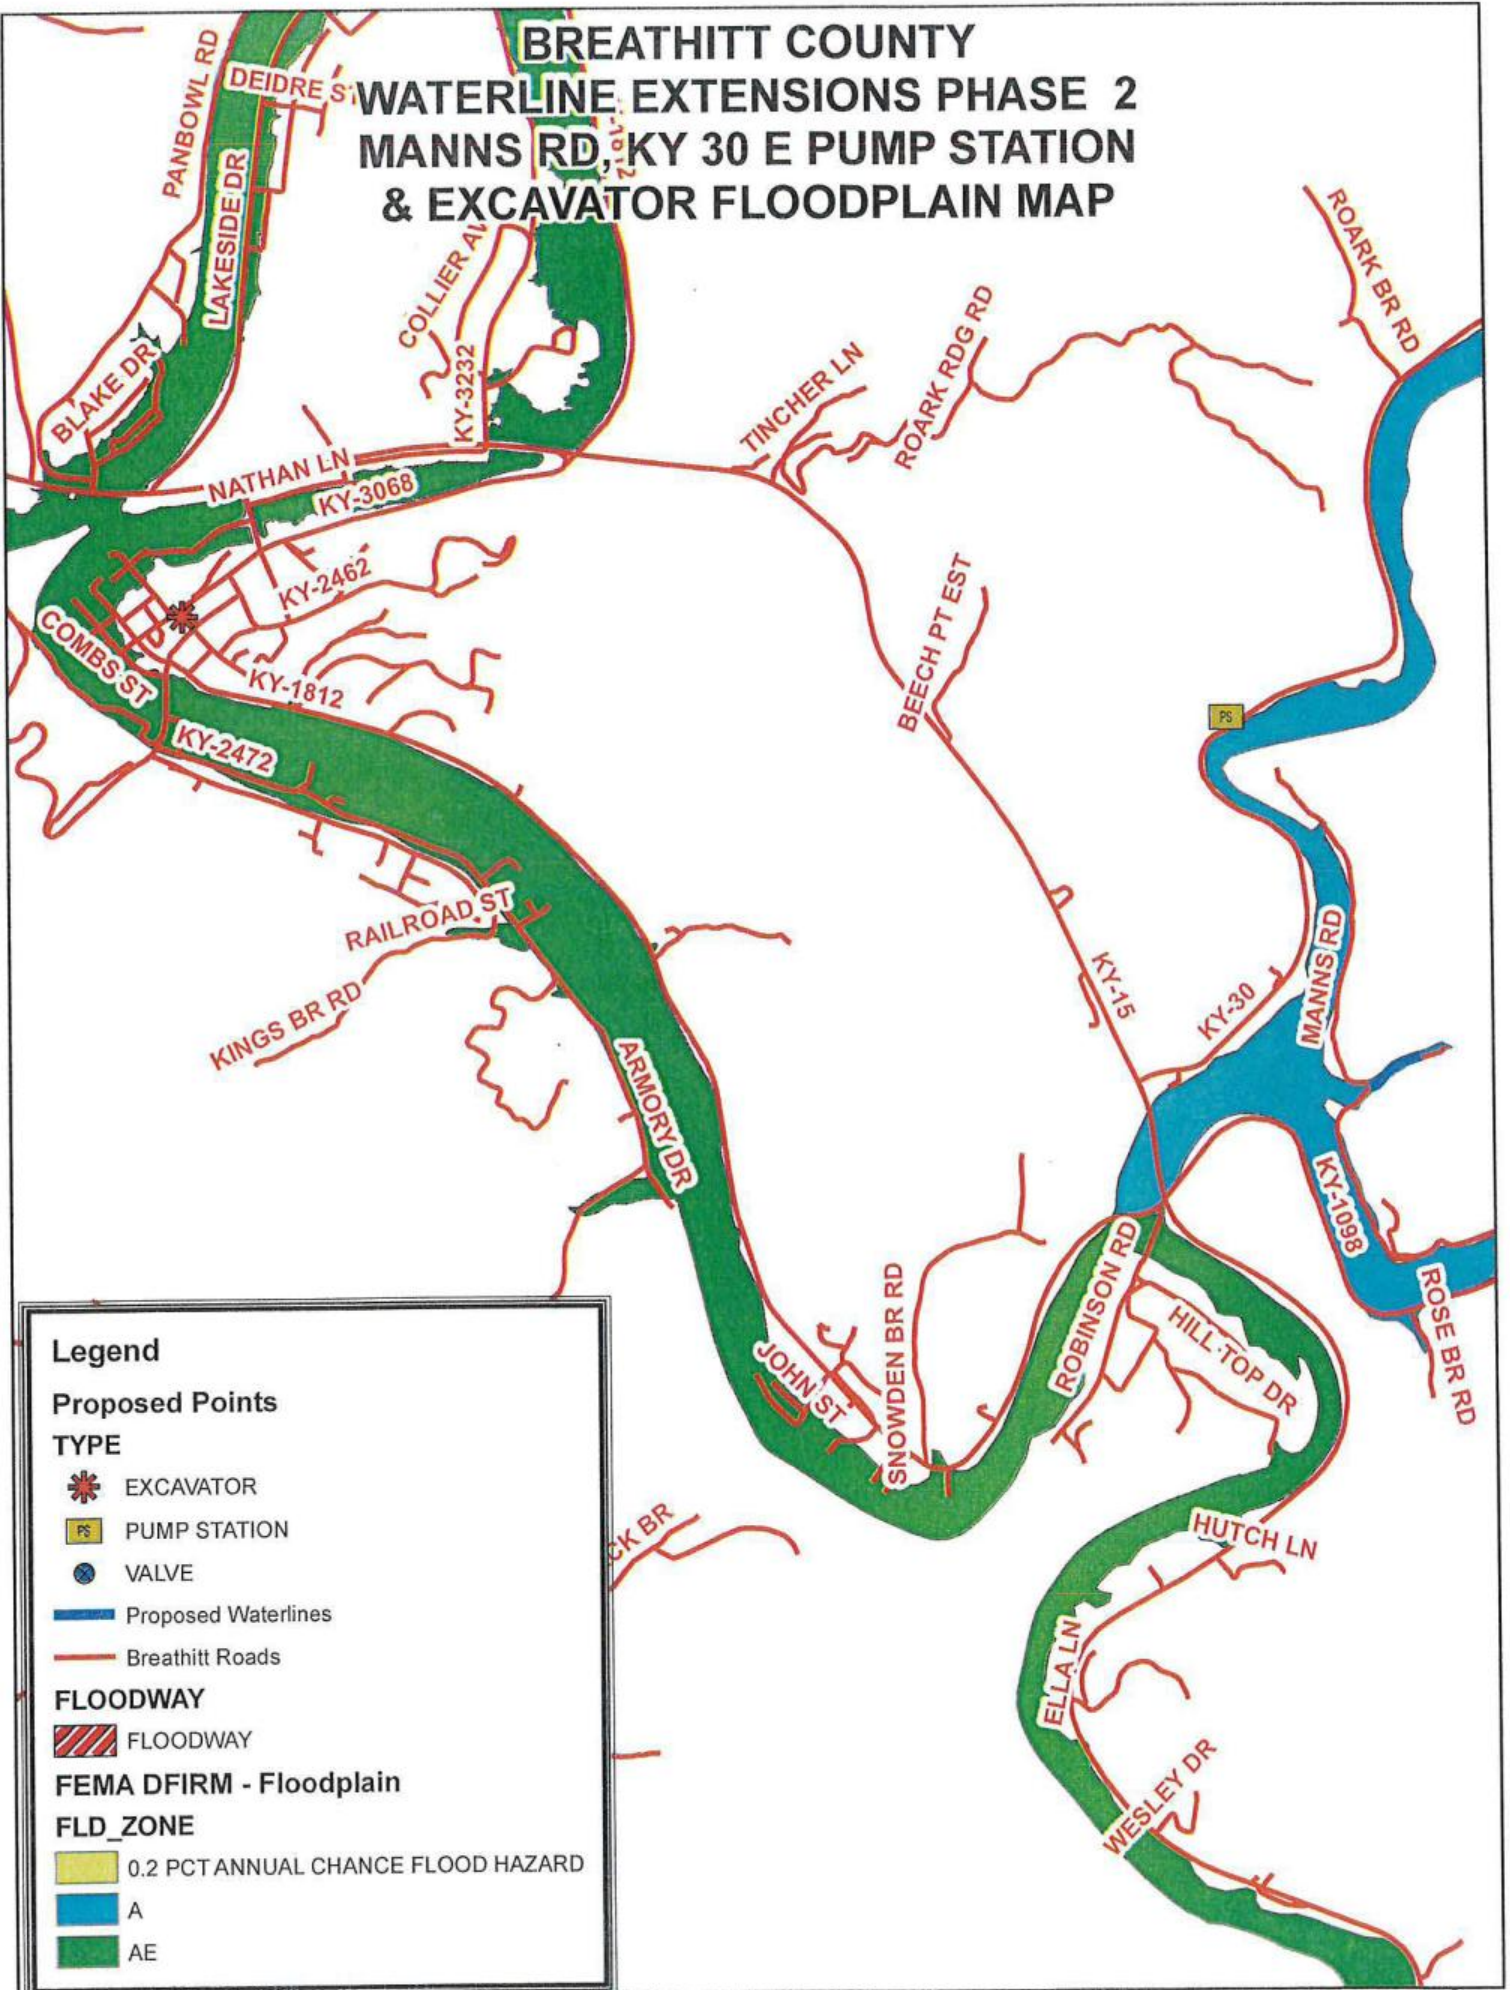 BREATHITT COUNTY
WATERLINE EXTENSIONS PHASE 2
MANNS RD, KY 30 E PUMP STATION
& EXCAVATOR FLOODPLAIN MAP
PANBOWL RD
DEIDRE ST
LAKESIDE DR
COLLIER AV
BLAKE DR
KY-3232
ROARK BR RD
TINCHER LN
ROARK RDG RD
NATHAN LN
KY-3068
KY-2462
COMBS ST
KY-1812
KY-2472
BEECH PT EST
PS
RAILROAD ST
KINGS BR RD
ARMORY DR
KY-15
KY-30
MANNS RD
KY-1098
ROSE BR RD
ROBINSON RD
HILL TOP DR
JOHN ST
SNOWDEN BR RD
CK BR
HUTCH LN
ELLA LN
WESLEY DR
Legend
Proposed Points
TYPE
EXCAVATOR
PS PUMP STATION
VALVE
Proposed Waterlines
Breathitt Roads
FLOODWAY
FLOODWAY
FEMA DFIRM - Floodplain
FLD_ZONE
0.2 PCT ANNUAL CHANCE FLOOD HAZARD
A
AE